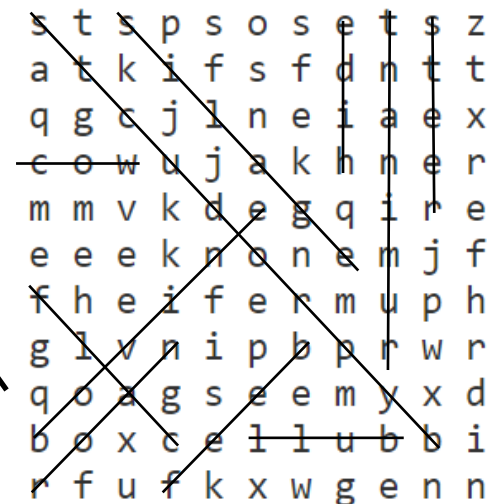 s t s p s o s e t s z
a t k i f s f d n t t
q g c j l n e i a e x
c o w u j a k h n e r
m m v k d e g q i r e
e e e k n o n e m j f
f h e i f e r m u p h
g l v n i p b p r w r
q o a g s e e m y x d
b o x c e l l u b b i
r f u f k x w g e n n